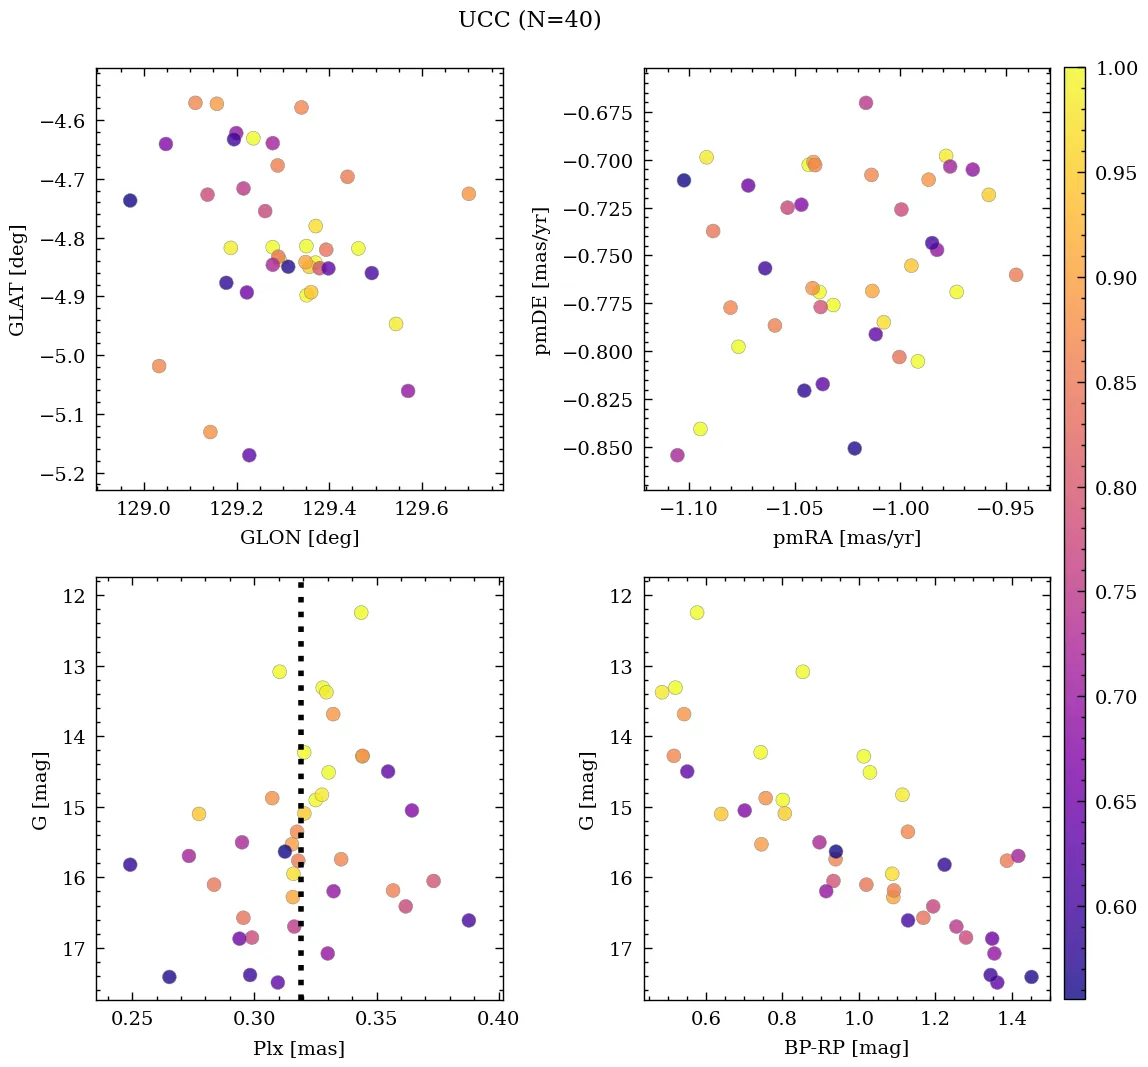 UCC (N=40)
−4.6
−4.7
−4.8
−4.9
−5.0
−5.1
−5.2
GLAT [deg]
129.0 129.2 129.4 129.6
GLON [deg]
−0.675
−0.700
−0.725
−0.750
−0.775
−0.800
−0.825
−0.850
pmDE [mas/yr]
−1.10 −1.05 −1.00 −0.95
pmRA [mas/yr]
12
13
14
15
16
17
G [mag]
0.25 0.30 0.35 0.40
Plx [mas]
12
13
14
15
16
17
G [mag]
0.6 0.8 1.0 1.2 1.4
BP-RP [mag]
1.00
0.95
0.90
0.85
0.80
0.75
0.70
0.65
0.60